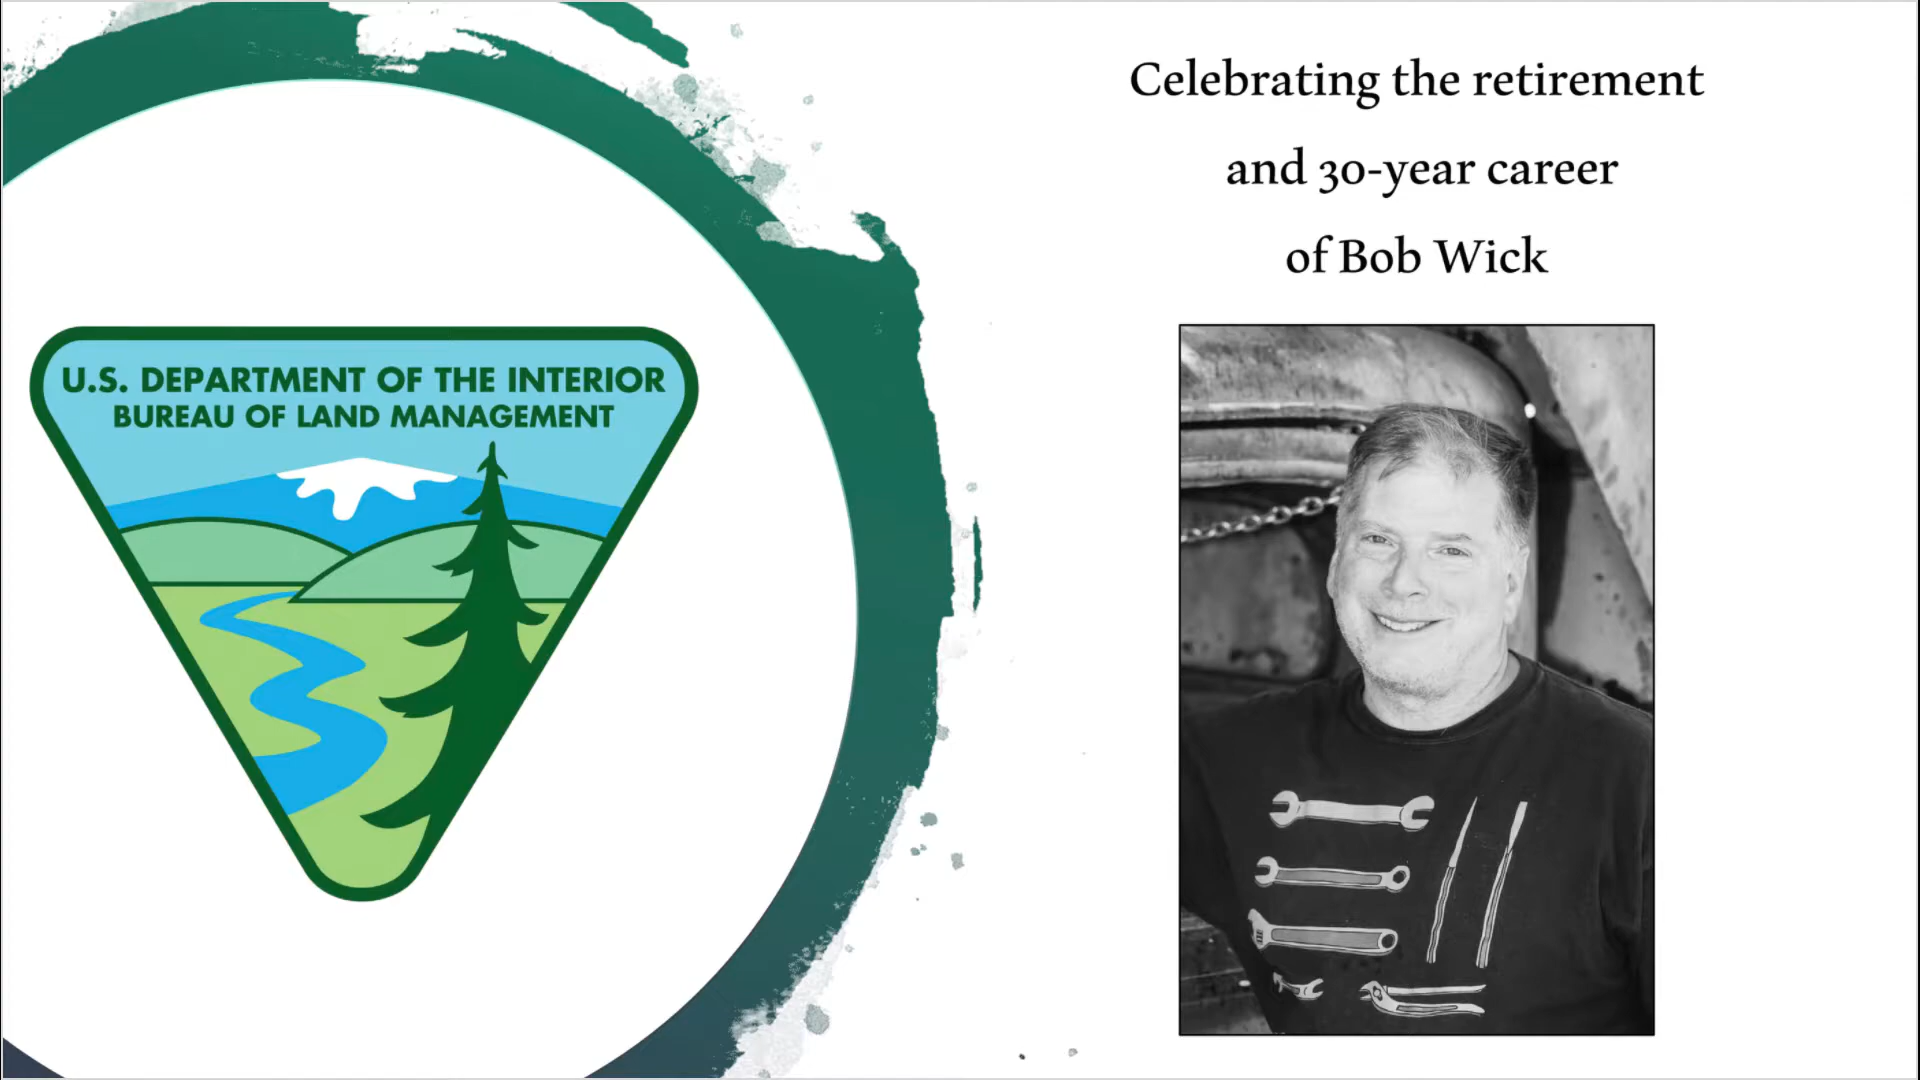 U.S. DEPARTMENT OF THE INTERIOR
BUREAU OF LAND MANAGEMENT
Celebrating the retirement
and 30-year career
of Bob Wick